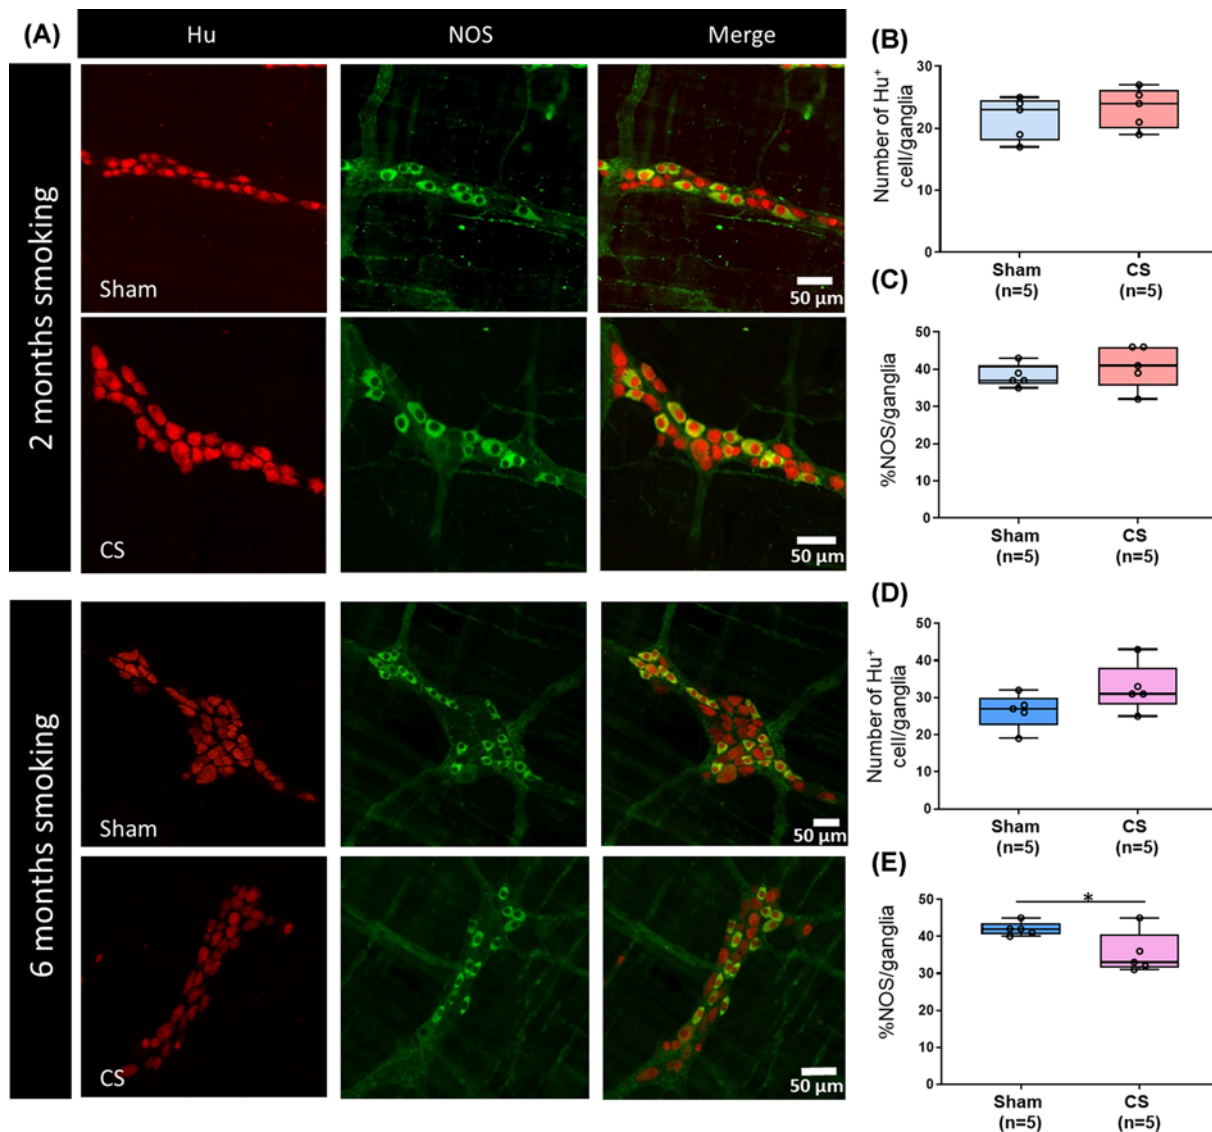 (A)
Hu
NOS
Merge
2 months smoking
Sham
50 µm
CS
50 µm
6 months smoking
Sham
50 µm
CS
50 µm
(B)
Number of Hu⁺
cell/ganglia
30
20
10
0
Sham
(n=5)
CS
(n=5)
(C)
%NOS/ganglia
50
40
30
20
10
0
Sham
(n=5)
CS
(n=5)
(D)
Number of Hu⁺
cell/ganglia
50
40
30
20
10
0
Sham
(n=5)
CS
(n=5)
(E)
%NOS/ganglia
50
40
30
20
10
0
*
Sham
(n=5)
CS
(n=5)